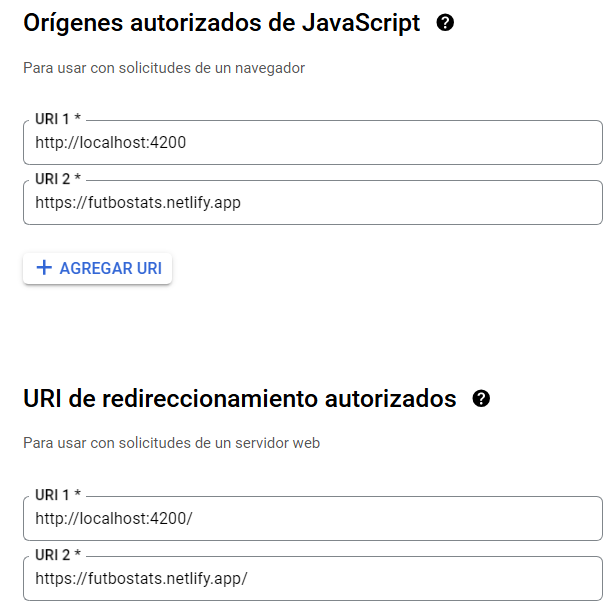 Orígenes autorizados de JavaScript
Para usar con solicitudes de un navegador
URI 1 *
http://localhost:4200
URI 2 *
https://futbostats.netlify.app
AGREGAR URI
URI de redireccionamiento autorizados
Para usar con solicitudes de un servidor web
URI 1 *
http://localhost:4200/
URI 2 *
https://futbostats.netlify.app/